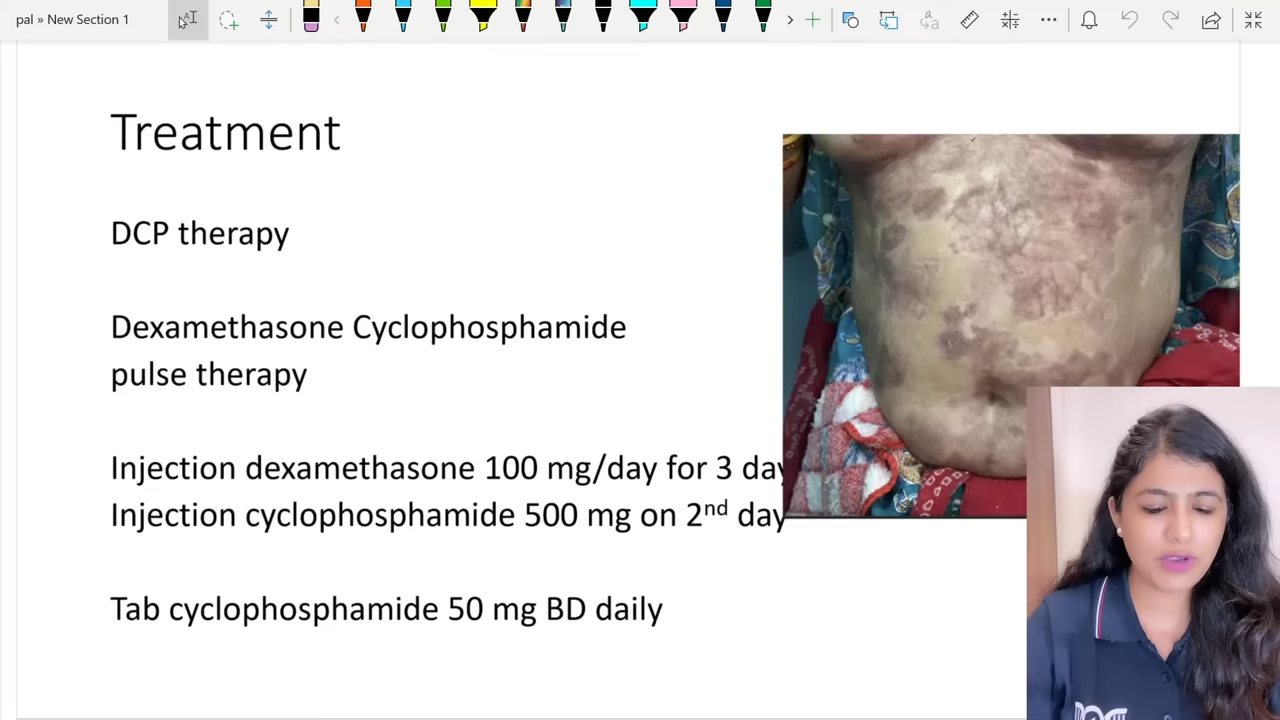 pal » New Section 1
Treatment
DCP therapy
Dexamethasone Cyclophosphamide
pulse therapy
Injection dexamethasone 100 mg/day for 3 day
Injection cyclophosphamide 500 mg on 2nd day
Tab cyclophosphamide 50 mg BD daily